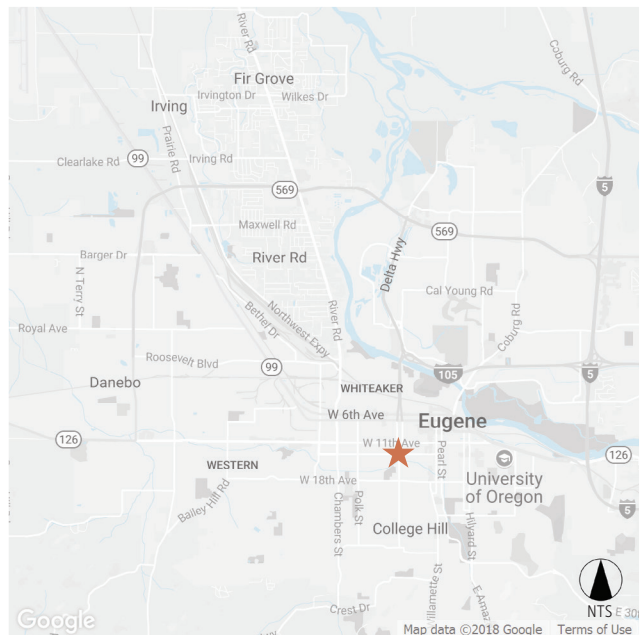 River Rd
Coburg Rd
Fir Grove
Irvington Dr
Wilkes Dr
Irving
Prairie Rd
99
Clearlake Rd
Irving Rd
569
5
Maxwell Rd
569
Delta Hwy
Barger Dr
River Rd
N Terry St
Cal Young Rd
Coburg Rd
Northwest Expy
River Rd
Bethel Dr
Royal Ave
Roosevelt Blvd
99
105
5
Danebo
WHITEAKER
W 6th Ave
Eugene
126
W 11th Ave
Pearl St
126
WESTERN
University
of Oregon
W 18th Ave
Bailey Hill Rd
Chambers St
Polk St
College Hill
Hilyard St
5
Willamette St
E Amaz
Crest Dr
NTS
E 30t
Google
Map data ©2018 Google
Terms of Use